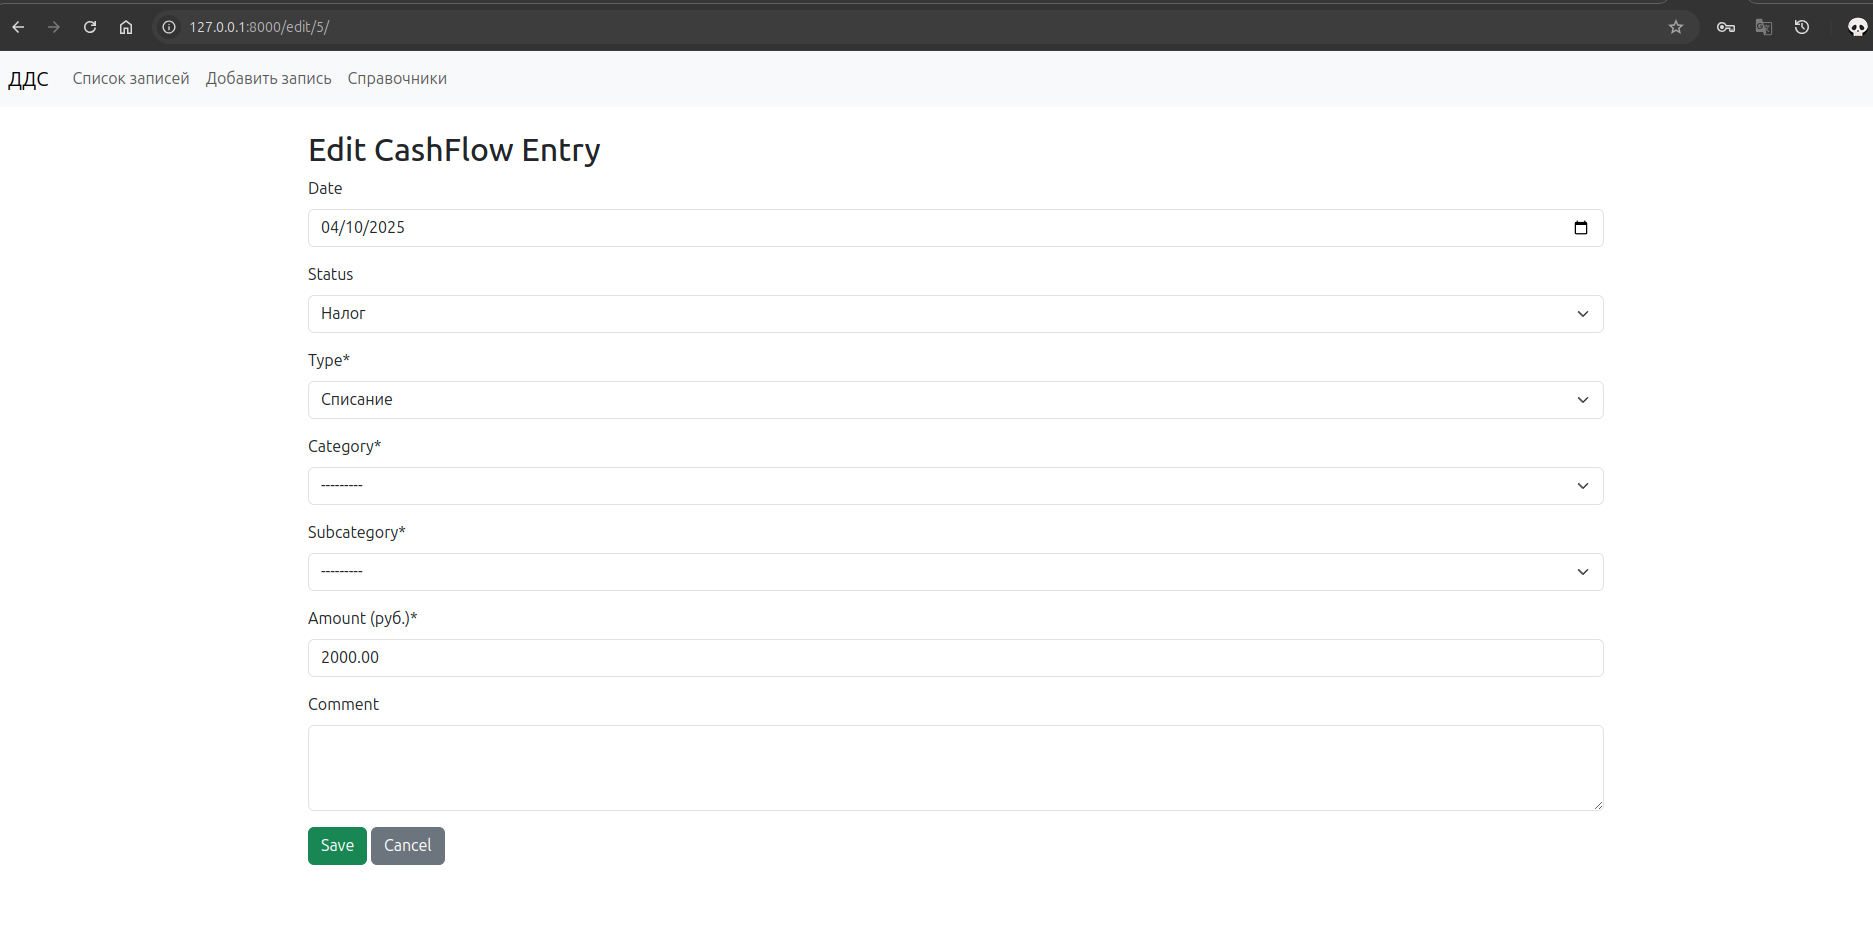 127.0.0.1:8000/edit/5/
ДДС Список записей Добавить запись Справочники
Edit CashFlow Entry
Date
04/10/2025
Status
Налог
Type*
Списание
Category*
---------
Subcategory*
---------
Amount (руб.)*
2000.00
Comment
Save Cancel